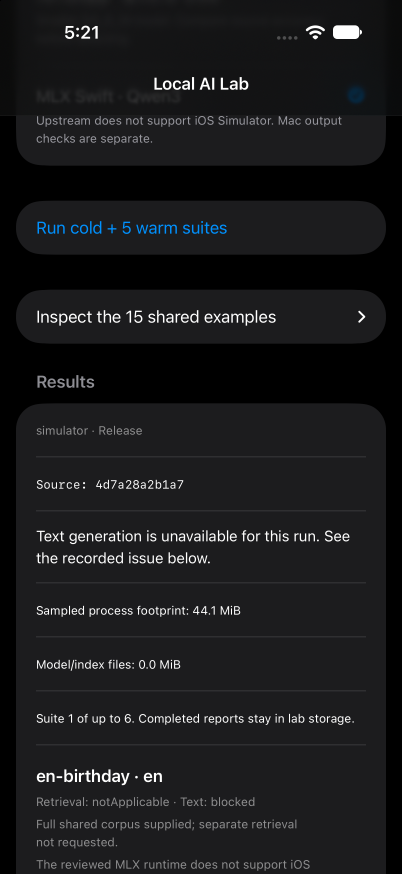 5:21
Local AI Lab
MLX Swift · Qwen3
Upstream does not support iOS Simulator. Mac output
checks are separate.
Run cold + 5 warm suites
Inspect the 15 shared examples
Results
simulator · Release
Source: 4d7a28a2b1a7
Text generation is unavailable for this run. See
the recorded issue below.
Sampled process footprint: 44.1 MiB
Model/index files: 0.0 MiB
Suite 1 of up to 6. Completed reports stay in lab storage.
en-birthday · en
Retrieval: notApplicable · Text: blocked
Full shared corpus supplied; separate retrieval
not requested.
The reviewed MLX runtime does not support iOS